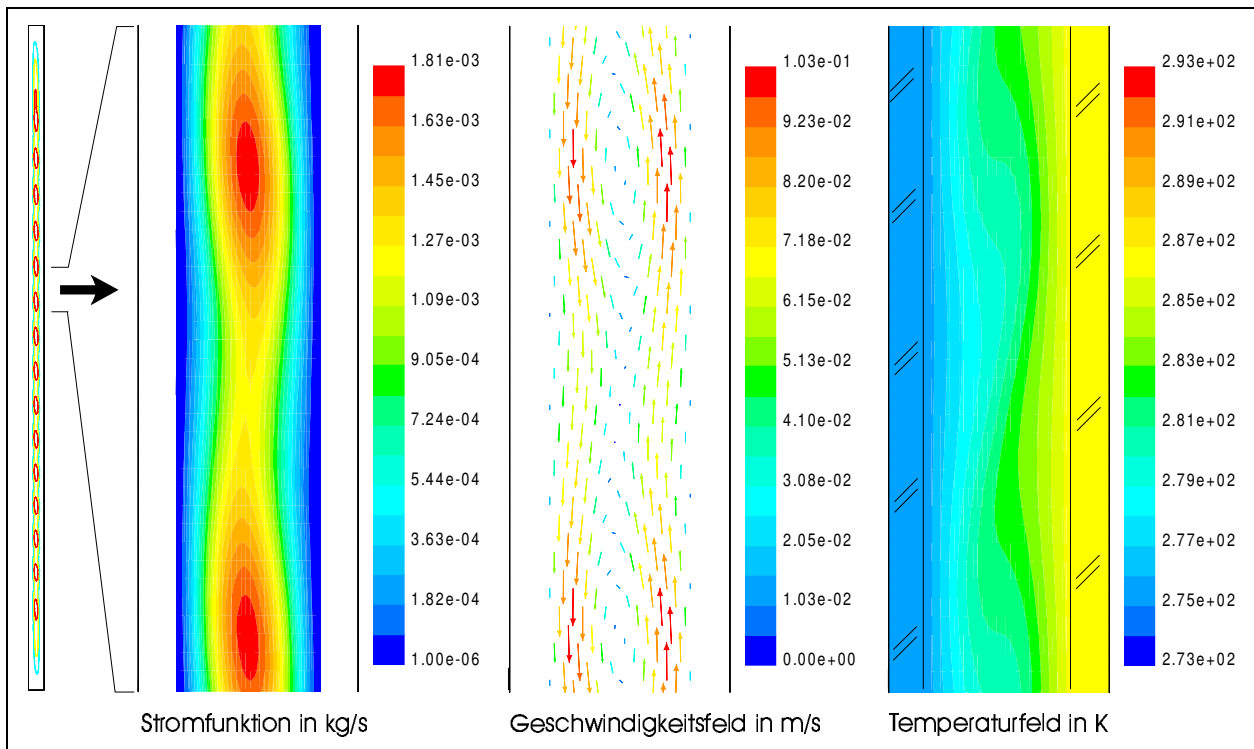 1.81e-03
1.63e-03
1.45e-03
1.27e-03
1.09e-03
9.05e-04
7.24e-04
5.44e-04
3.63e-04
1.82e-04
1.00e-06
Stromfunktion in kg/s
1.03e-01
9.23e-02
8.20e-02
7.18e-02
6.15e-02
5.13e-02
4.10e-02
3.08e-02
2.05e-02
1.03e-02
0.00e+00
Geschwindigkeitsfeld in m/s
2.93e+02
2.91e+02
2.89e+02
2.87e+02
2.85e+02
2.83e+02
2.81e+02
2.79e+02
2.77e+02
2.75e+02
2.73e+02
Temperaturfeld in K